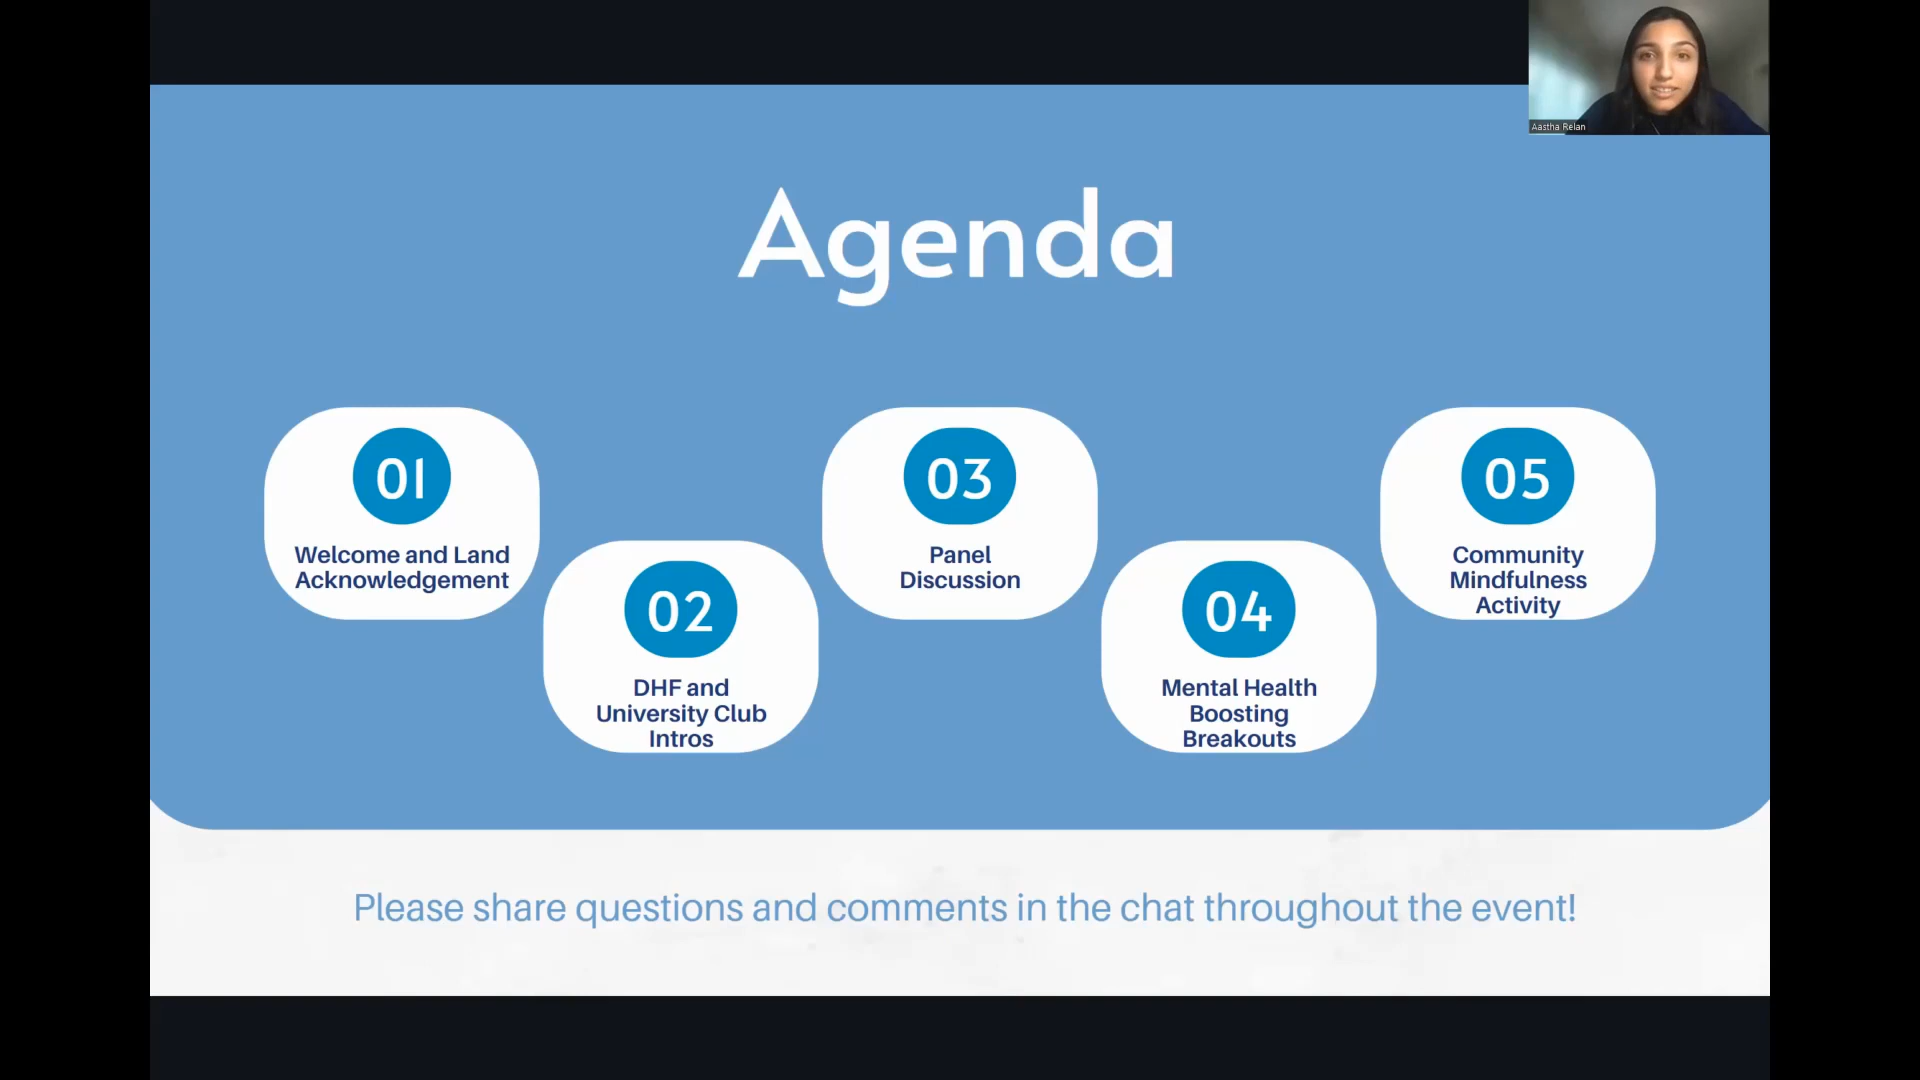 Aastha Relan
Agenda
01
Welcome and Land
Acknowledgement
02
DHF and
University Club
Intros
03
Panel
Discussion
04
Mental Health
Boosting
Breakouts
05
Community
Mindfulness
Activity
Please share questions and comments in the chat throughout the event!